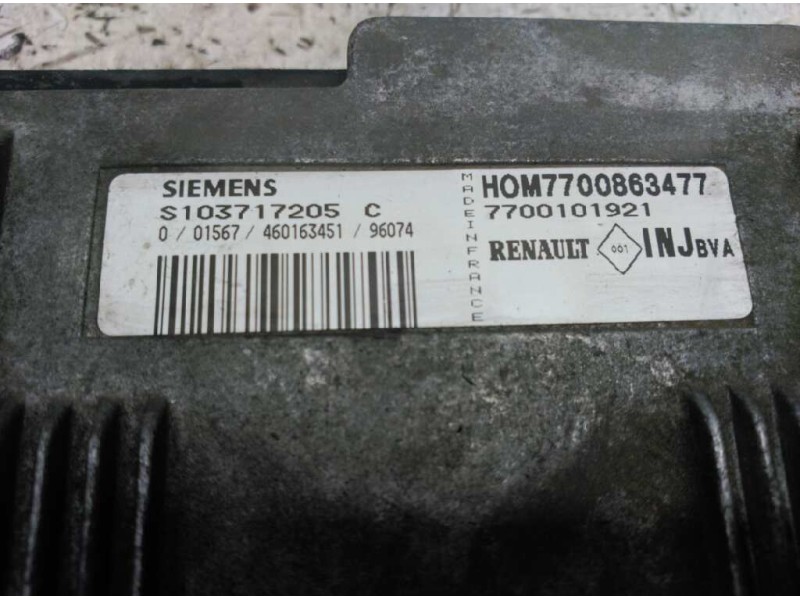 SIEMENS
S103717205 C
0 / 01567 / 460163451 / 96074
MADE IN FRANCE
HOM7700863477
7700101921
RENAULT 001 INJ BVA